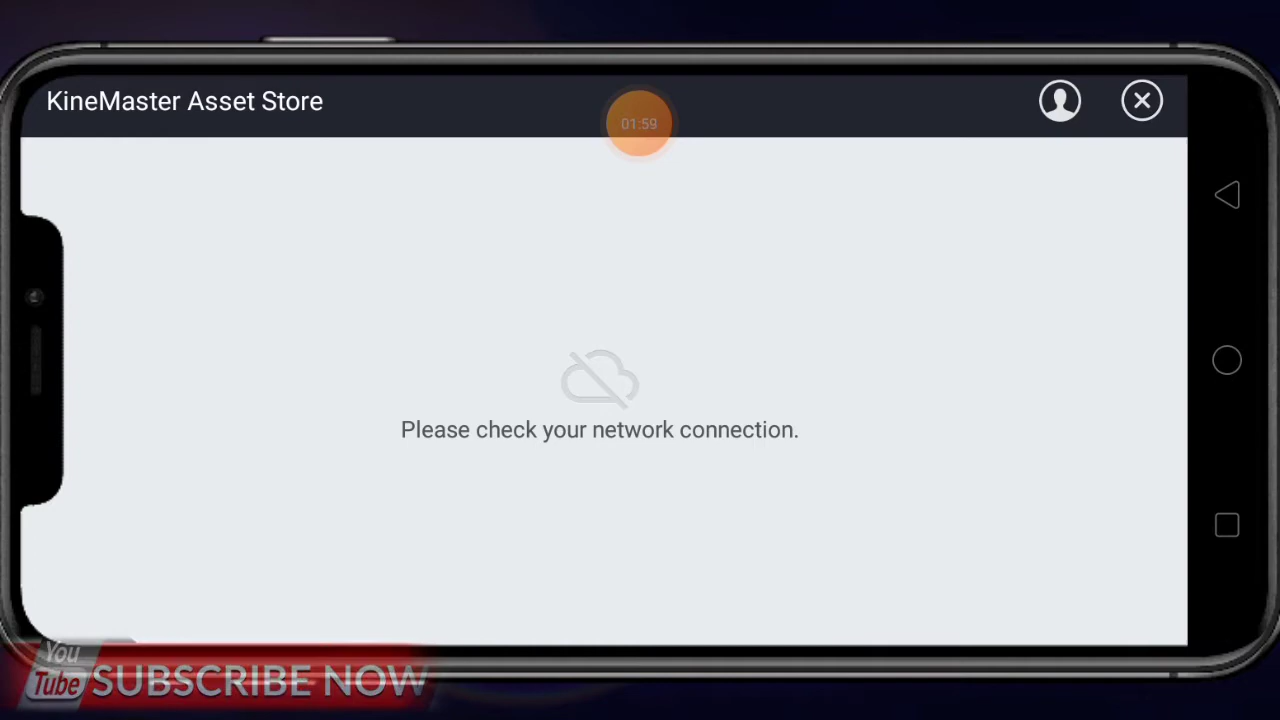 KineMaster Asset Store
01:59
Please check your network connection.
You
Tube SUBSCRIBE NOW